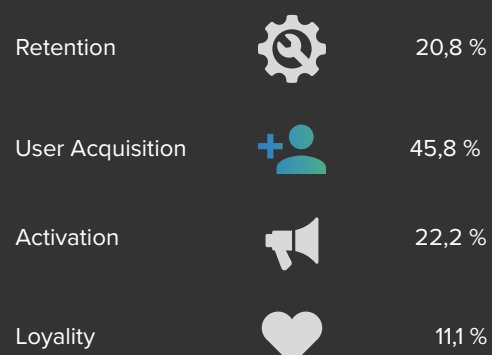 Retention 20,8 %
User Acquisition 45,8 %
Activation 22,2 %
Loyality 11,1 %